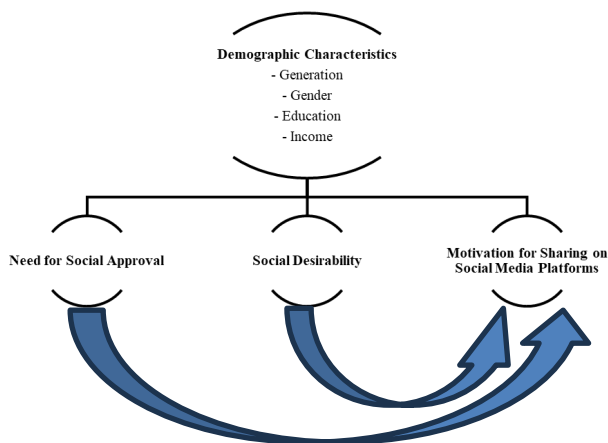 Demographic Characteristics
- Generation
- Gender
- Education
- Income
Need for Social Approval
Social Desirability
Motivation for Sharing on
Social Media Platforms